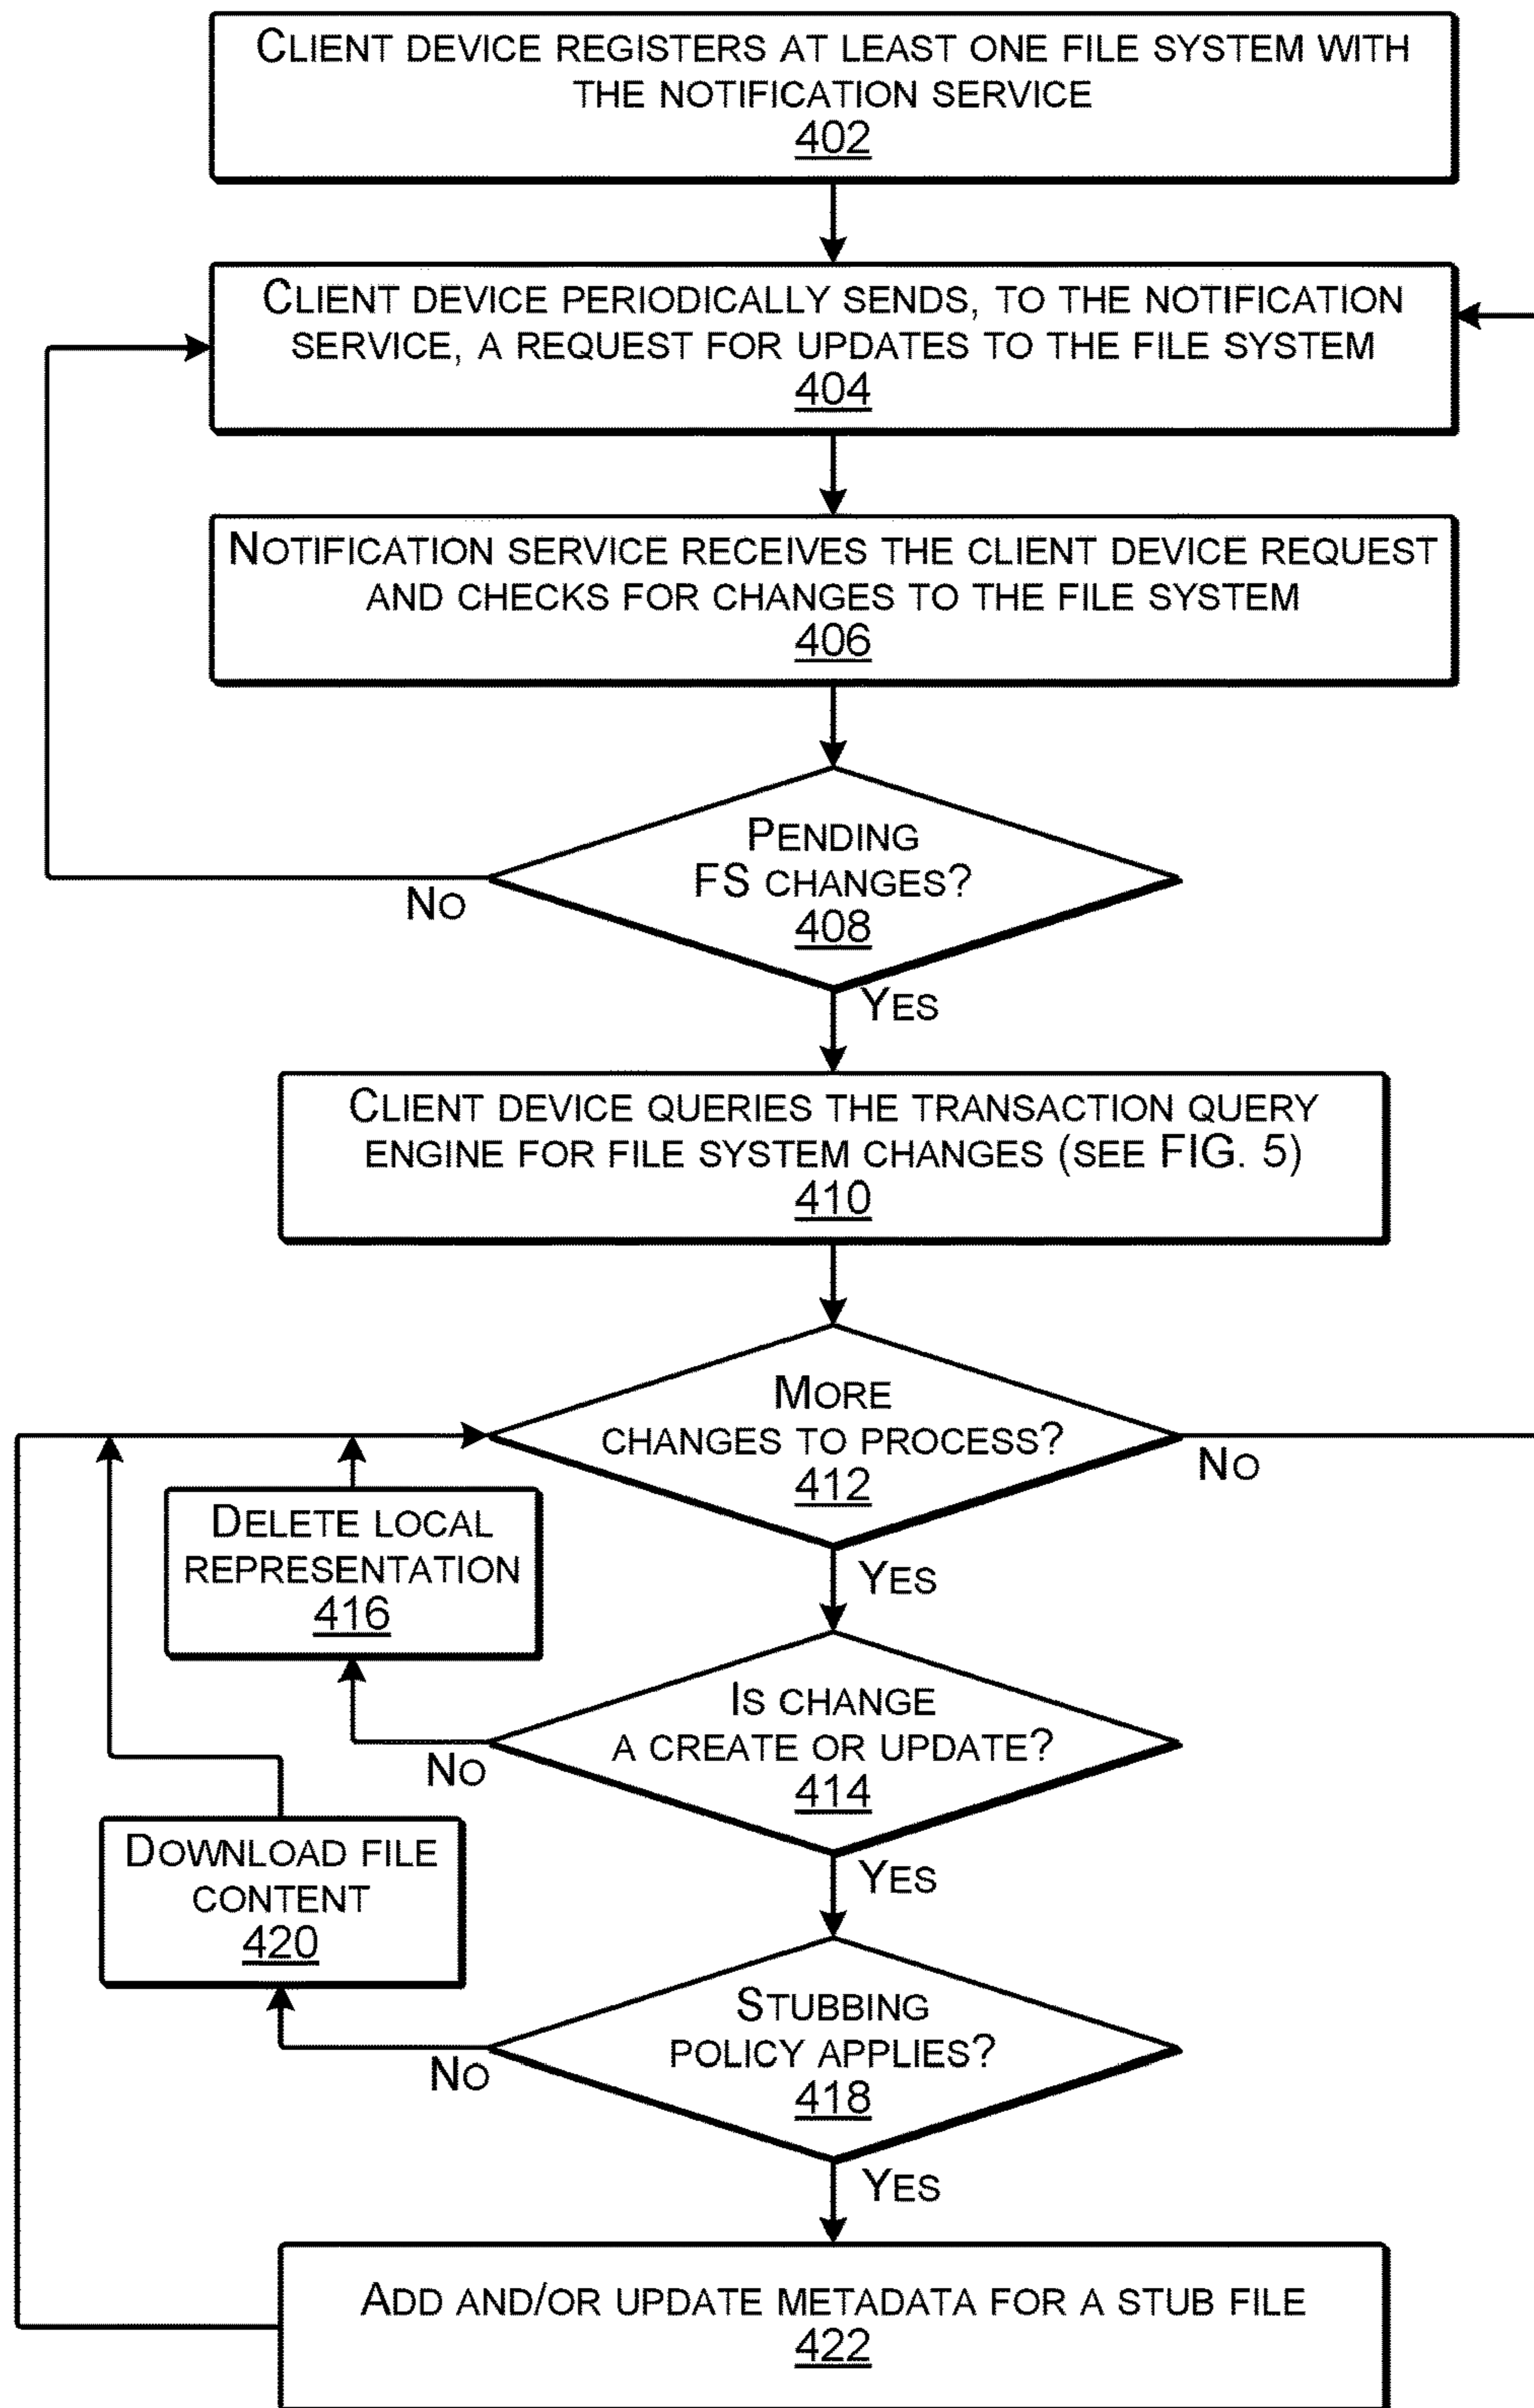 CLIENT DEVICE REGISTERS AT LEAST ONE FILE SYSTEM WITH
THE NOTIFICATION SERVICE
402
CLIENT DEVICE PERIODICALLY SENDS, TO THE NOTIFICATION
SERVICE, A REQUEST FOR UPDATES TO THE FILE SYSTEM
404
NOTIFICATION SERVICE RECEIVES THE CLIENT DEVICE REQUEST
AND CHECKS FOR CHANGES TO THE FILE SYSTEM
406
PENDING
FS CHANGES?
408
NO
YES
CLIENT DEVICE QUERIES THE TRANSACTION QUERY
ENGINE FOR FILE SYSTEM CHANGES (SEE FIG. 5)
410
MORE
CHANGES TO PROCESS?
412
NO
YES
DELETE LOCAL
REPRESENTATION
416
IS CHANGE
A CREATE OR UPDATE?
414
NO
YES
DOWNLOAD FILE
CONTENT
420
STUBBING
POLICY APPLIES?
418
NO
YES
ADD AND/OR UPDATE METADATA FOR A STUB FILE
422